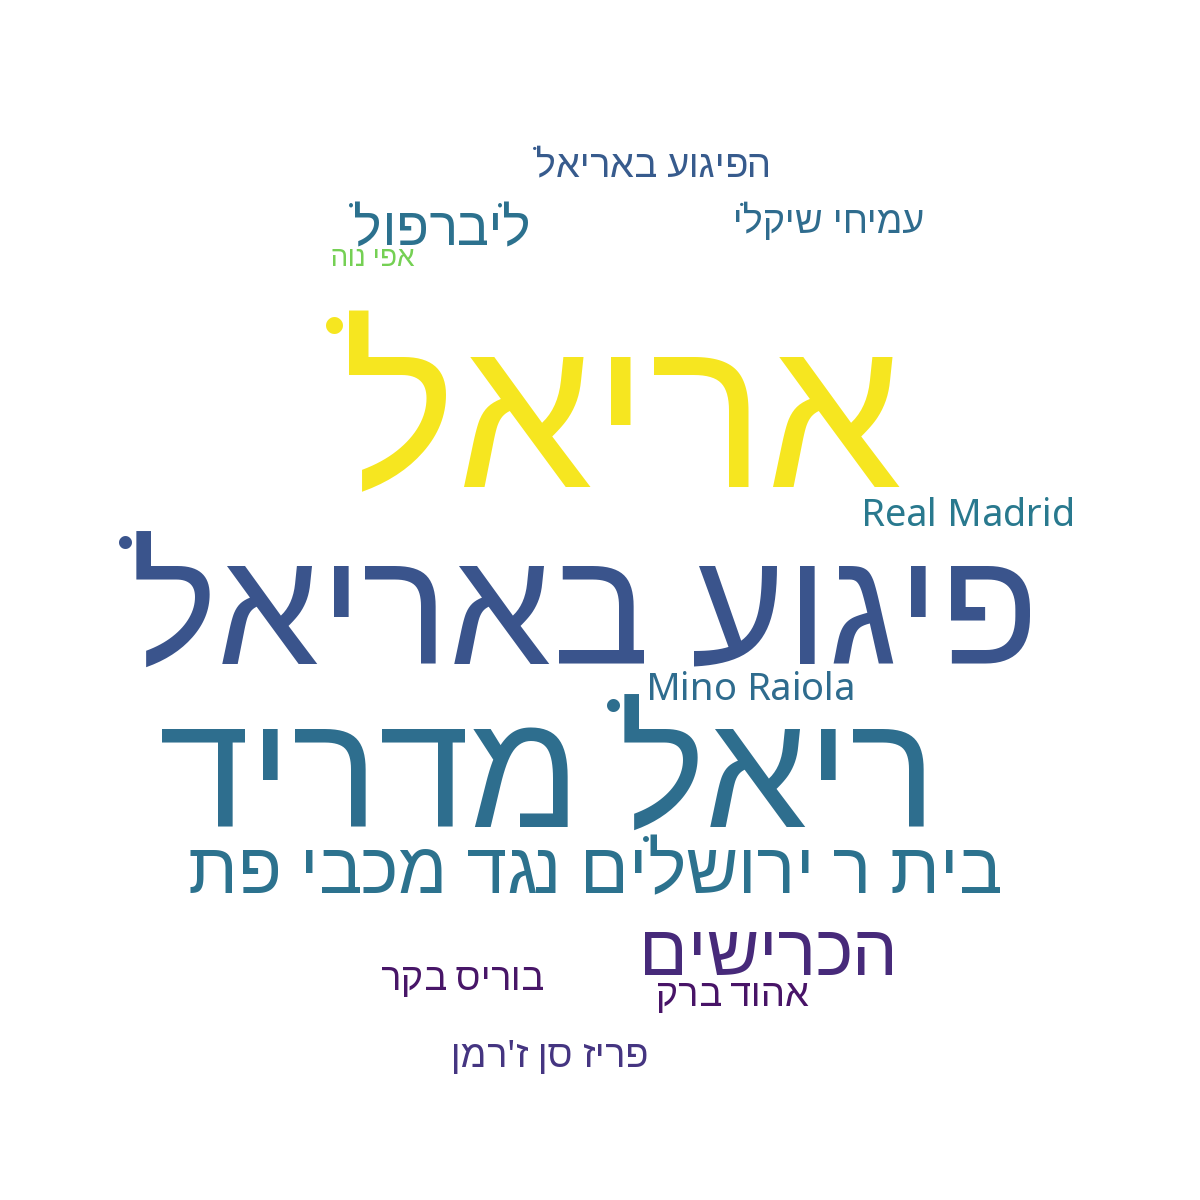 הפיגוע באריאל
עמיחי שיקלי
ליברפול
אפי נוה
אריאל
Real Madrid
פיגוע באריאל
Mino Raiola
ריאל מדריד
בית ר ירושלים נגד מכבי פת
הכרישים
בוריס בקר
אהוד ברק
פריז סן ז'רמן